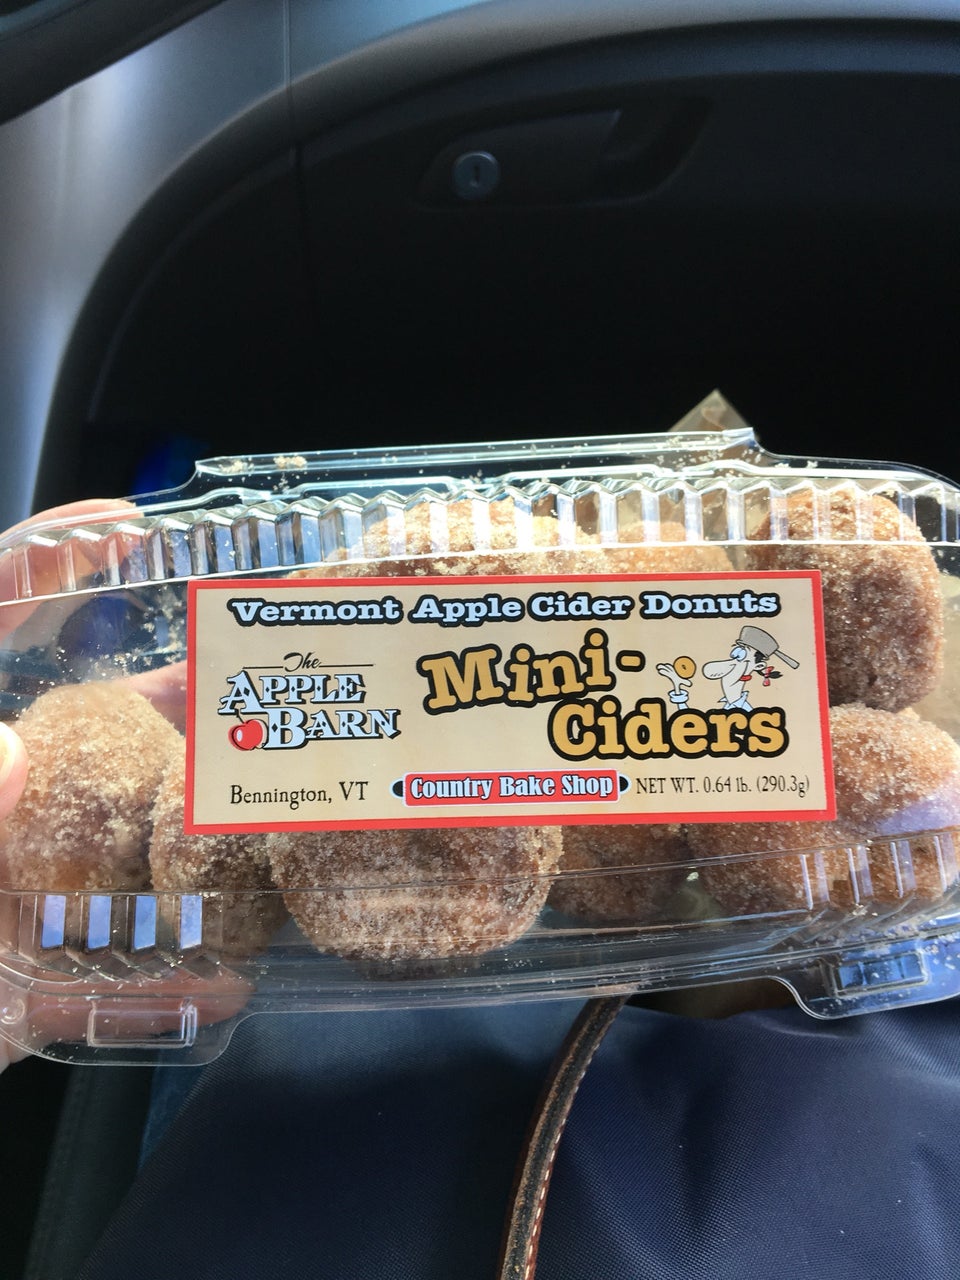 Vermont Apple Cider Donuts
The
APPLE
BARN
Mini-
Ciders
Bennington, VT
Country Bake Shop
NET WT. 0.64 lb. (290.3g)